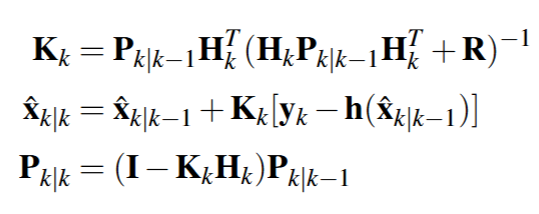 𝐊ₖ = 𝐏ₖ|ₖ₋₁𝐇ₖᵀ(𝐇ₖ𝐏ₖ|ₖ₋₁𝐇ₖᵀ + 𝐑)⁻¹
𝐱̂ₖ|ₖ = 𝐱̂ₖ|ₖ₋₁ + 𝐊ₖ[𝐲ₖ − 𝐡(𝐱̂ₖ|ₖ₋₁)]
𝐏ₖ|ₖ = (𝐈 − 𝐊ₖ𝐇ₖ)𝐏ₖ|ₖ₋₁